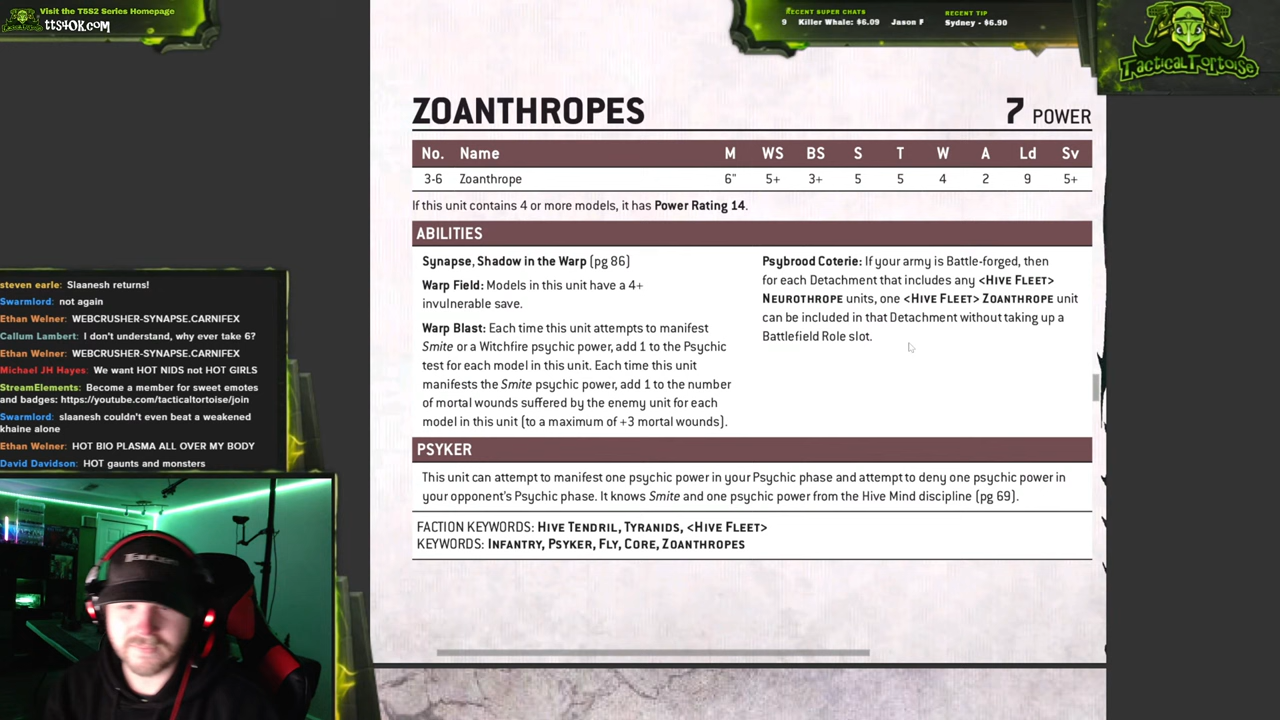 Visit the T5S2 Series Homepage
tts40k.com
RECENT SUPER CHATS
9 Killer Whale: $6.09 Jason F
RECENT TIP
Sydney - $6.90
TacticalTortoise
ZOANTHROPES
7 POWER
No. Name M WS BS S T W A Ld Sv
3-6 Zoanthrope 6" 5+ 3+ 5 5 4 2 9 5+
If this unit contains 4 or more models, it has Power Rating 14.
ABILITIES
Synapse, Shadow in the Warp (pg 86)
Warp Field: Models in this unit have a 4+
invulnerable save.
Warp Blast: Each time this unit attempts to manifest
Smite or a Witchfire psychic power, add 1 to the Psychic
test for each model in this unit. Each time this unit
manifests the Smite psychic power, add 1 to the number
of mortal wounds suffered by the enemy unit for each
model in this unit (to a maximum of +3 mortal wounds).
Psybrood Coterie: If your army is Battle-forged, then
for each Detachment that includes any <HIVE FLEET>
NEUROTHROPE units, one <HIVE FLEET> ZOANTHROPE unit
can be included in that Detachment without taking up a
Battlefield Role slot.
PSYKER
This unit can attempt to manifest one psychic power in your Psychic phase and attempt to deny one psychic power in
your opponent's Psychic phase. It knows Smite and one psychic power from the Hive Mind discipline (pg 69).
FACTION KEYWORDS: HIVE TENDRIL, TYRANIDS, <HIVE FLEET>
KEYWORDS: INFANTRY, PSYKER, FLY, CORE, ZOANTHROPES
steven earle: Slaanesh returns!
Swarmlord: not again
Ethan Welner: WEBCRUSHER-SYNAPSE.CARNIFEX
Callum Lambert: I don't understand, why ever take 6?
Ethan Welner: WEBCRUSHER-SYNAPSE.CARNIFEX
Michael JH Hayes: We want HOT NIDS not HOT GIRLS
StreamElements: Become a member for sweet emotes
and badges: https://youtube.com/tacticaltortoise/join
Swarmlord: slaanesh couldn't even beat a weakened
khaine alone
Ethan Welner: HOT BIO PLASMA ALL OVER MY BODY
David Davidson: HOT gaunts and monsters